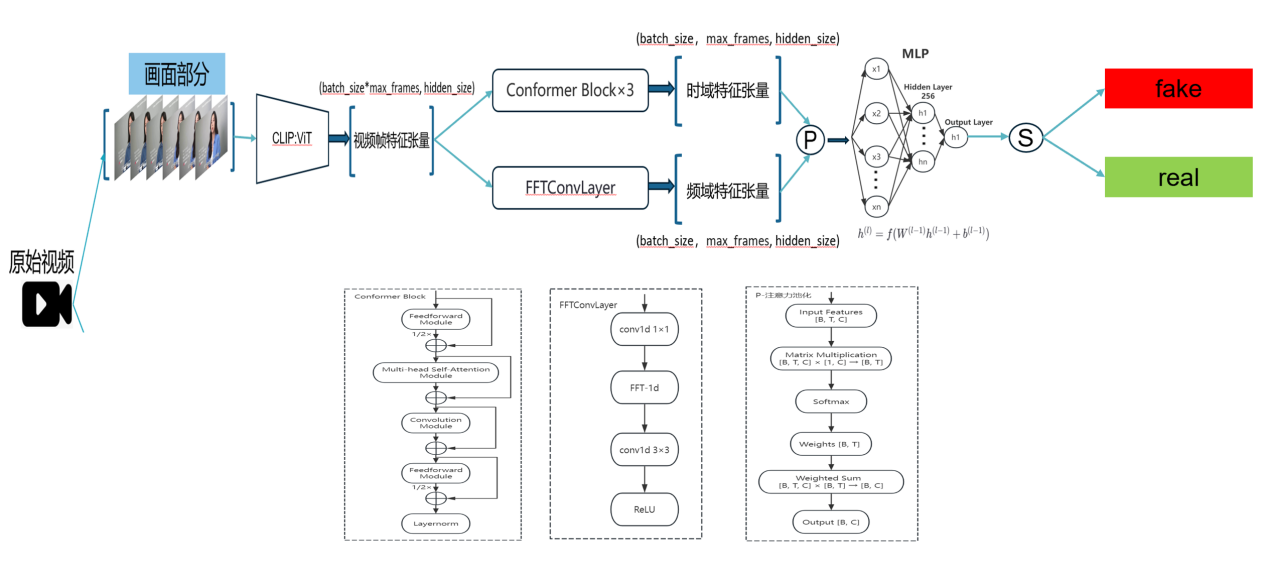 画面部分
原始视频
CLIP:ViT
(batch_size*max_frames, hidden_size)
视频帧特征张量
Conformer Block×3
FFTConvLayer
(batch_size, max_frames, hidden_size)
时域特征张量
频域特征张量
(batch_size, max_frames, hidden_size)
P
MLP
x1
x2
x3
xn
Hidden Layer
256
h1
hn
Output Layer
h1
h^{(l)} = f(W^{(l-1)}h^{(l-1)} + b^{(l-1)})
S
fake
real
Conformer Block
Feedforward
Module
1/2×
Multi-head Self-Attention
Module
Convolution
Module
Feedforward
Module
1/2×
Layernorm
FFTConvLayer
conv1d 1×1
FFT-1d
conv1d 3×3
ReLU
P-注意力池化
Input Features
[B, T, C]
Matrix Multiplication
[B, T, C] × [1, C] → [B, T]
Softmax
Weights [B, T]
Weighted Sum
[B, T, C] × [B, T] → [B, C]
Output [B, C]